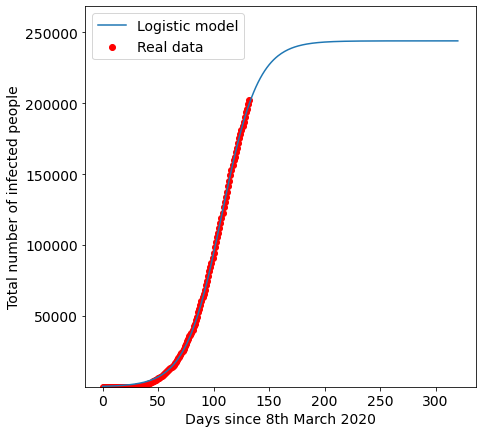 Logistic model
Real data
Total number of infected people
250000
200000
150000
100000
50000
0 50 100 150 200 250 300
Days since 8th March 2020